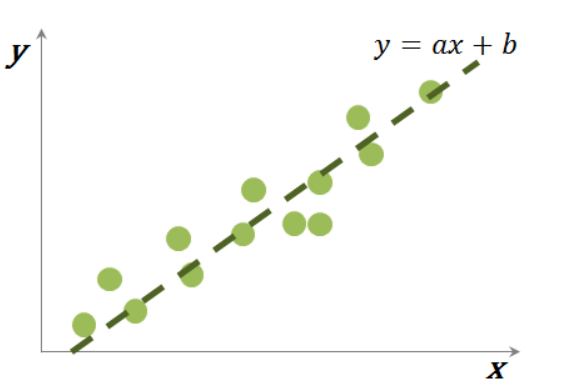 y = ax + b
y
x